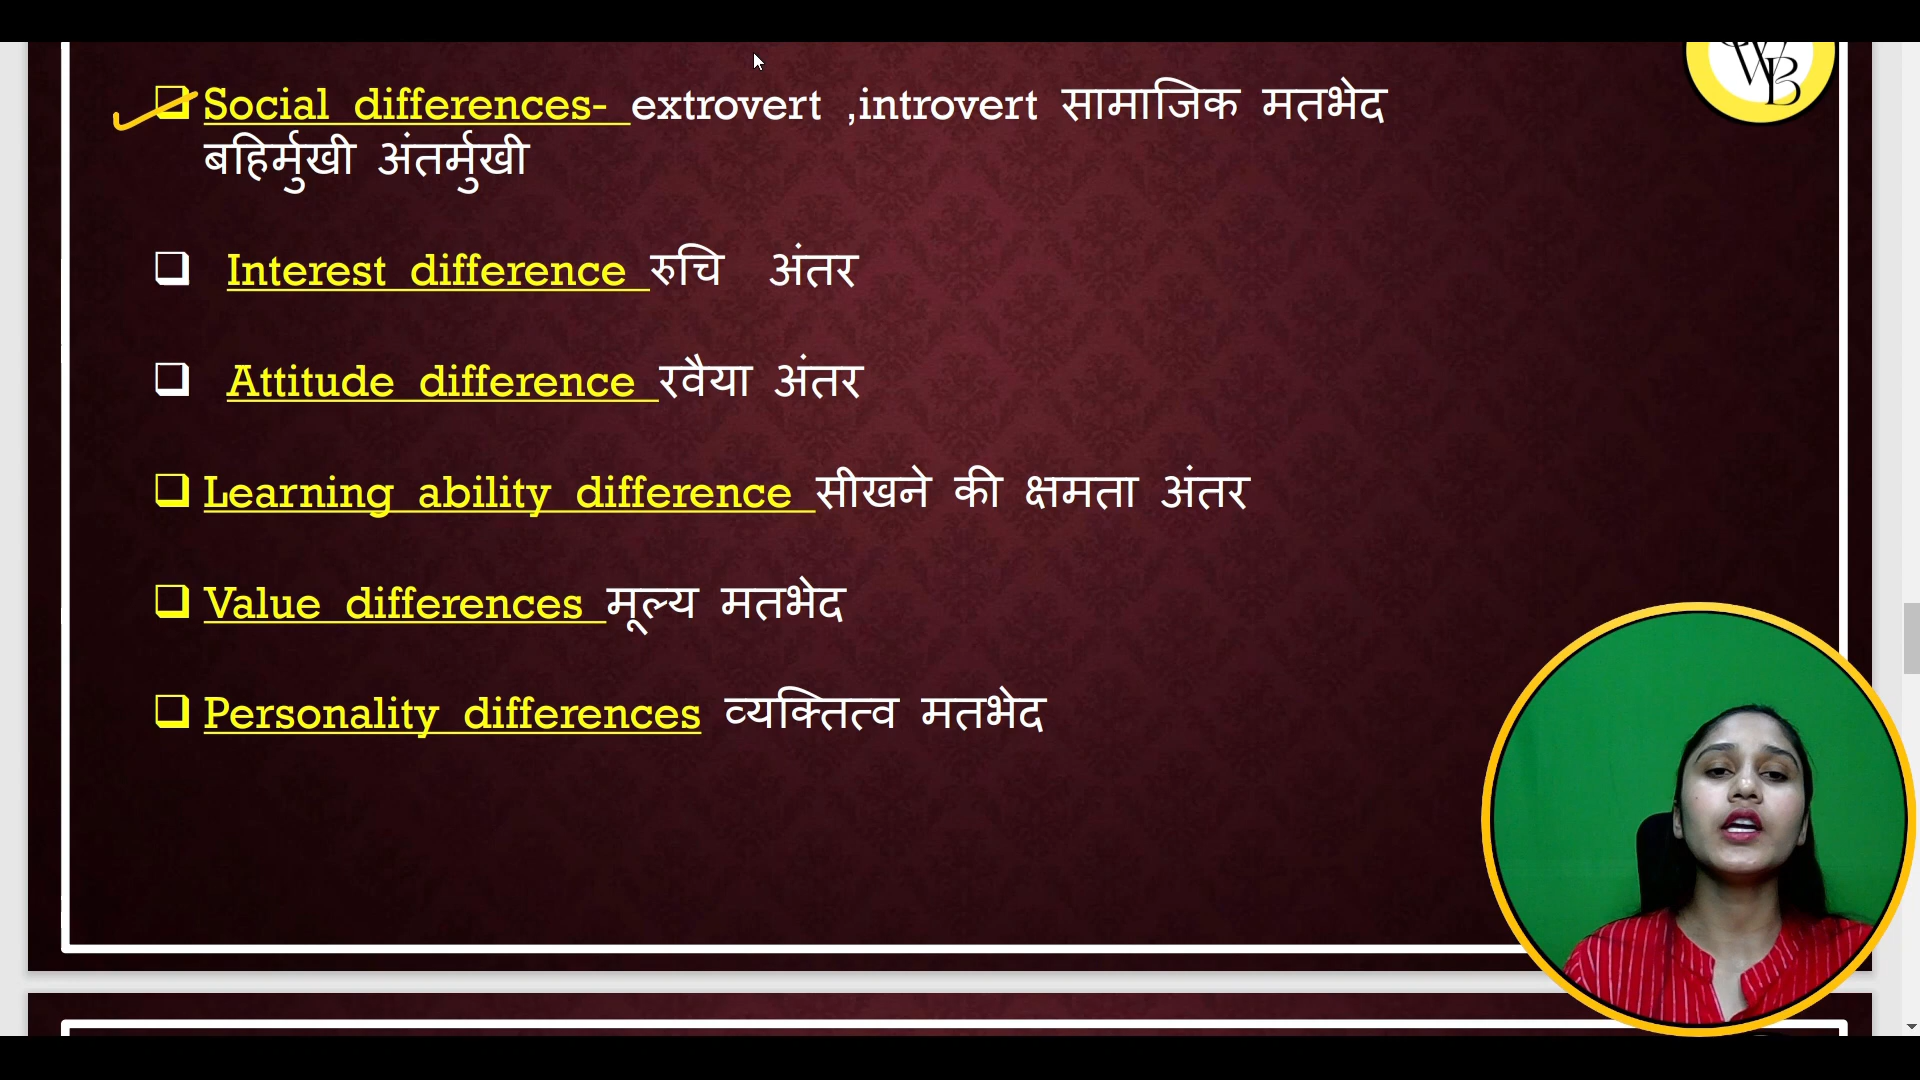 Social differences- extrovert ,introvert सामाजिक मतभेद
बहिर्मुखी अंतर्मुखी
Interest difference रुचि अंतर
Attitude difference रवैया अंतर
Learning ability difference सीखने की क्षमता अंतर
Value differences मूल्य मतभेद
Personality differences व्यक्तित्व मतभेद